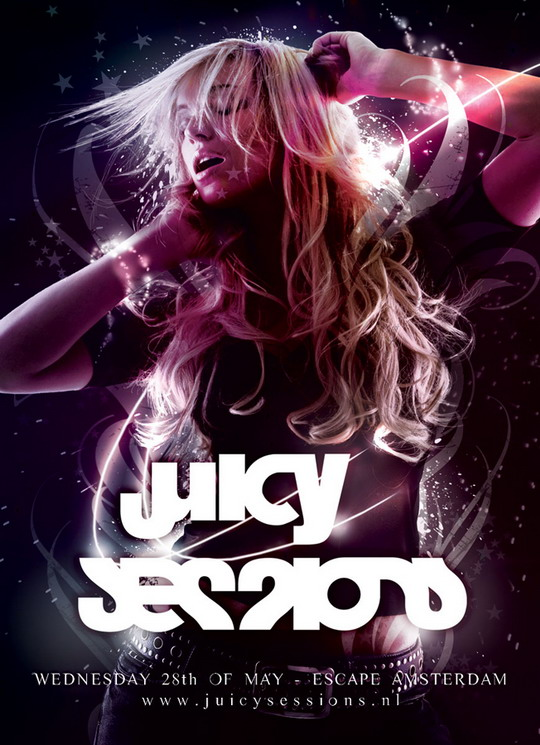 juicy
sessions
WEDNESDAY 28th OF MAY - ESCAPE AMSTERDAM
www.juicysessions.nl